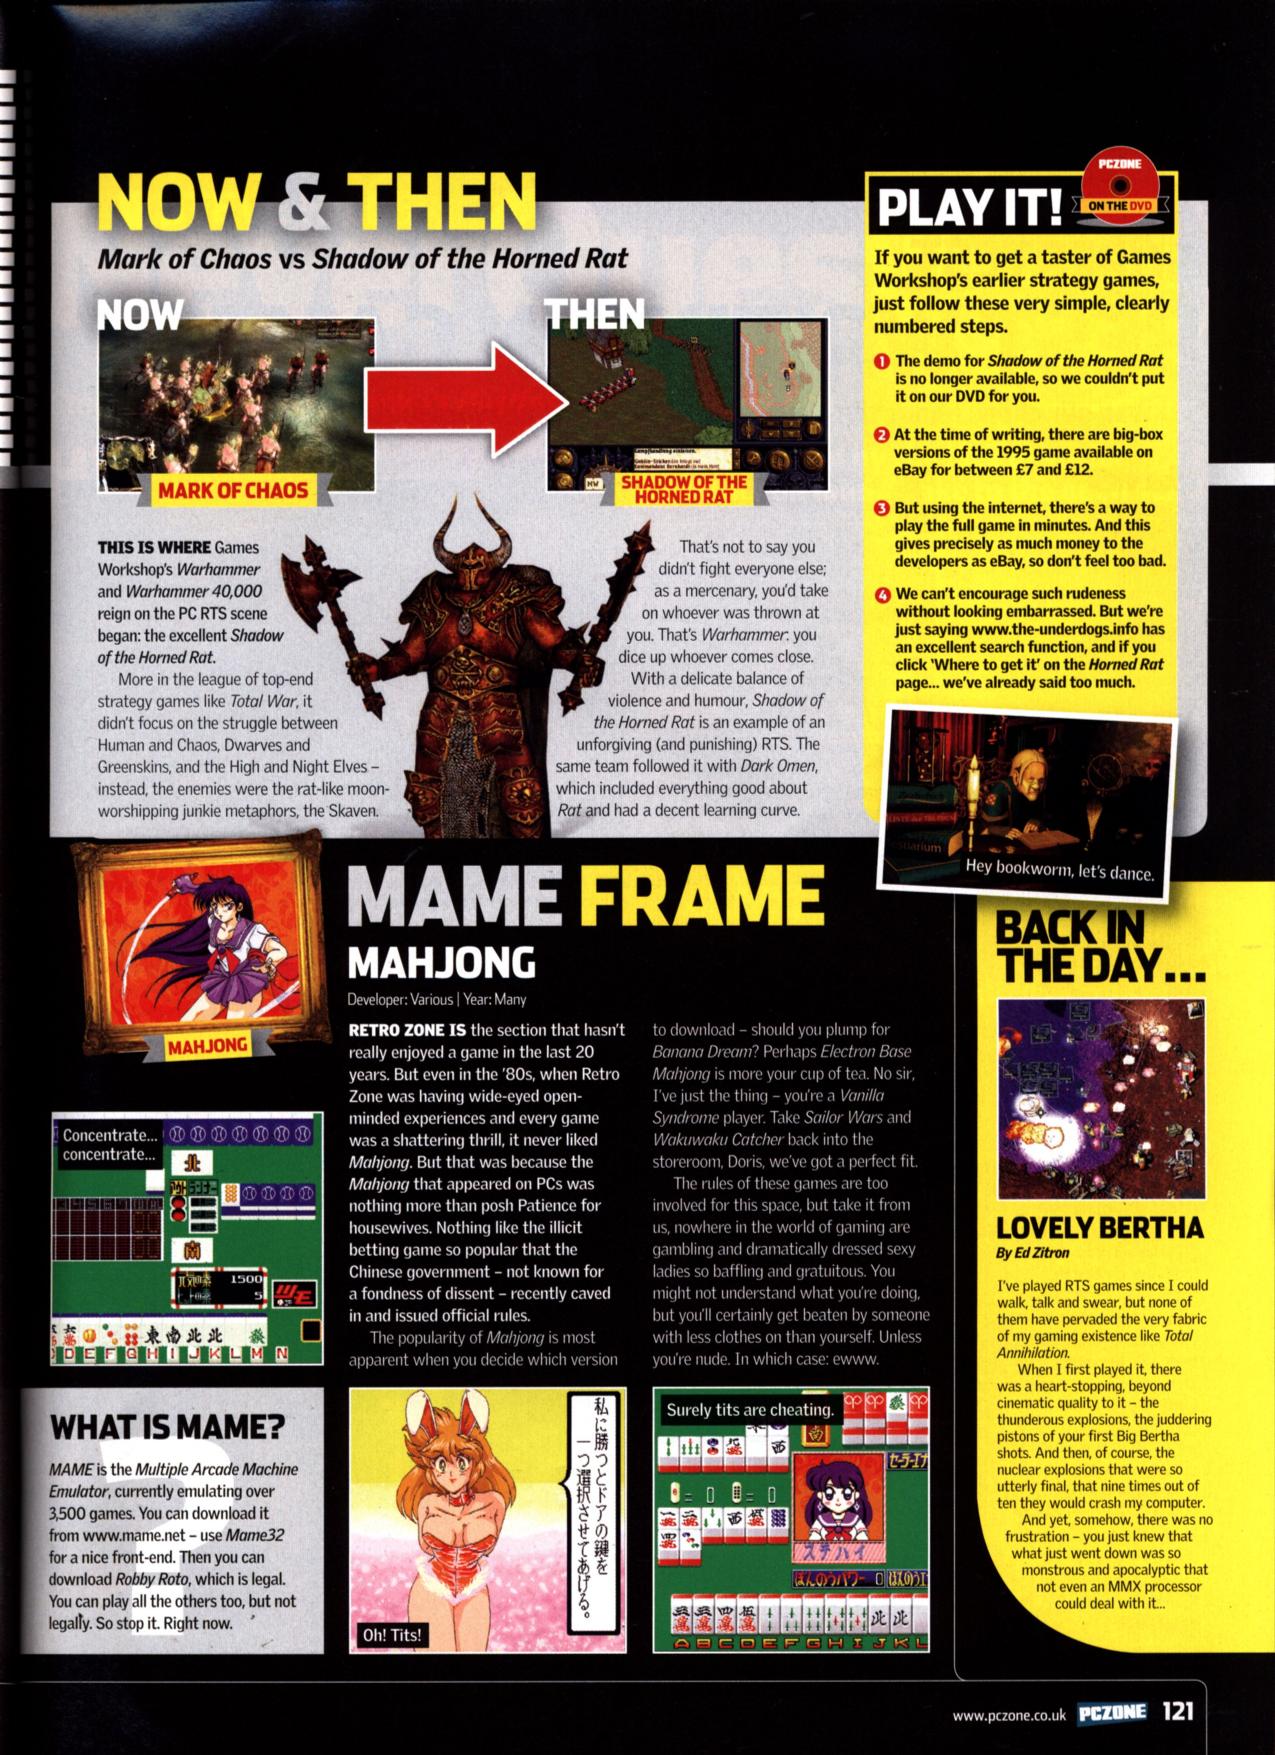 NOW & THEN
Mark of Chaos vs Shadow of the Horned Rat
NOW
MARK OF CHAOS
THEN
SHADOW OF THE
HORNED RAT
THIS IS WHERE Games
Workshop's Warhammer
and Warhammer 40,000
reign on the PC RTS scene
began: the excellent Shadow
of the Horned Rat.
More in the league of top-end
strategy games like Total War, it
didn't focus on the struggle between
Human and Chaos, Dwarves and
Greenskins, and the High and Night Elves –
instead, the enemies were the rat-like moon-
worshipping junkie metaphors, the Skaven.
That's not to say you
didn't fight everyone else;
as a mercenary, you'd take
on whoever was thrown at
you. That's Warhammer: you
dice up whoever comes close.
With a delicate balance of
violence and humour, Shadow of
the Horned Rat is an example of an
unforgiving (and punishing) RTS. The
same team followed it with Dark Omen,
which included everything good about
Rat and had a decent learning curve.
PLAY IT!
PCZONE
ON THE DVD
If you want to get a taster of Games
Workshop's earlier strategy games,
just follow these very simple, clearly
numbered steps.
1 The demo for Shadow of the Horned Rat
is no longer available, so we couldn't put
it on our DVD for you.
2 At the time of writing, there are big-box
versions of the 1995 game available on
eBay for between £7 and £12.
3 But using the internet, there's a way to
play the full game in minutes. And this
gives precisely as much money to the
developers as eBay, so don't feel too bad.
4 We can't encourage such rudeness
without looking embarrassed. But we're
just saying www.the-underdogs.info has
an excellent search function, and if you
click 'Where to get it' on the Horned Rat
page... we've already said too much.
Hey bookworm, let's dance.
MAHJONG
MAME FRAME
MAHJONG
Developer: Various | Year: Many
RETRO ZONE IS the section that hasn't
really enjoyed a game in the last 20
years. But even in the '80s, when Retro
Zone was having wide-eyed open-
minded experiences and every game
was a shattering thrill, it never liked
Mahjong. But that was because the
Mahjong that appeared on PCs was
nothing more than posh Patience for
housewives. Nothing like the illicit
betting game so popular that the
Chinese government – not known for
a fondness of dissent – recently caved
in and issued official rules.
The popularity of Mahjong is most
apparent when you decide which version
to download – should you plump for
Banana Dream? Perhaps Electron Base
Mahjong is more your cup of tea. No sir,
I've just the thing – you're a Vanilla
Syndrome player. Take Sailor Wars and
Wakuwaku Catcher back into the
storeroom, Doris, we've got a perfect fit.
The rules of these games are too
involved for this space, but take it from
us, nowhere in the world of gaming are
gambling and dramatically dressed sexy
ladies so baffling and gratuitous. You
might not understand what you're doing,
but you'll certainly get beaten by someone
with less clothes on than yourself. Unless
you're nude. In which case: ewww.
Concentrate...
concentrate...
北
南
1500
5
東 南 北 北
D E F G H I J K L M N
WHAT IS MAME?
MAME is the Multiple Arcade Machine
Emulator, currently emulating over
3,500 games. You can download it
from www.mame.net – use Mame32
for a nice front-end. Then you can
download Robby Roto, which is legal.
You can play all the others too, but not
legally. So stop it. Right now.
私に勝つとドアの鍵を
一つ選択させてあげる。
Oh! Tits!
Surely tits are cheating.
ステハイ
ぼんのうパワー 0
A B C D E F G H I J K L
BACK IN
THE DAY...
LOVELY BERTHA
By Ed Zitron
I've played RTS games since I could
walk, talk and swear, but none of
them have pervaded the very fabric
of my gaming existence like Total
Annihilation.
When I first played it, there
was a heart-stopping, beyond
cinematic quality to it – the
thunderous explosions, the juddering
pistons of your first Big Bertha
shots. And then, of course, the
nuclear explosions that were so
utterly final, that nine times out of
ten they would crash my computer.
And yet, somehow, there was no
frustration – you just knew that
what just went down was so
monstrous and apocalyptic that
not even an MMX processor
could deal with it...
www.pczone.co.uk PCZONE 121